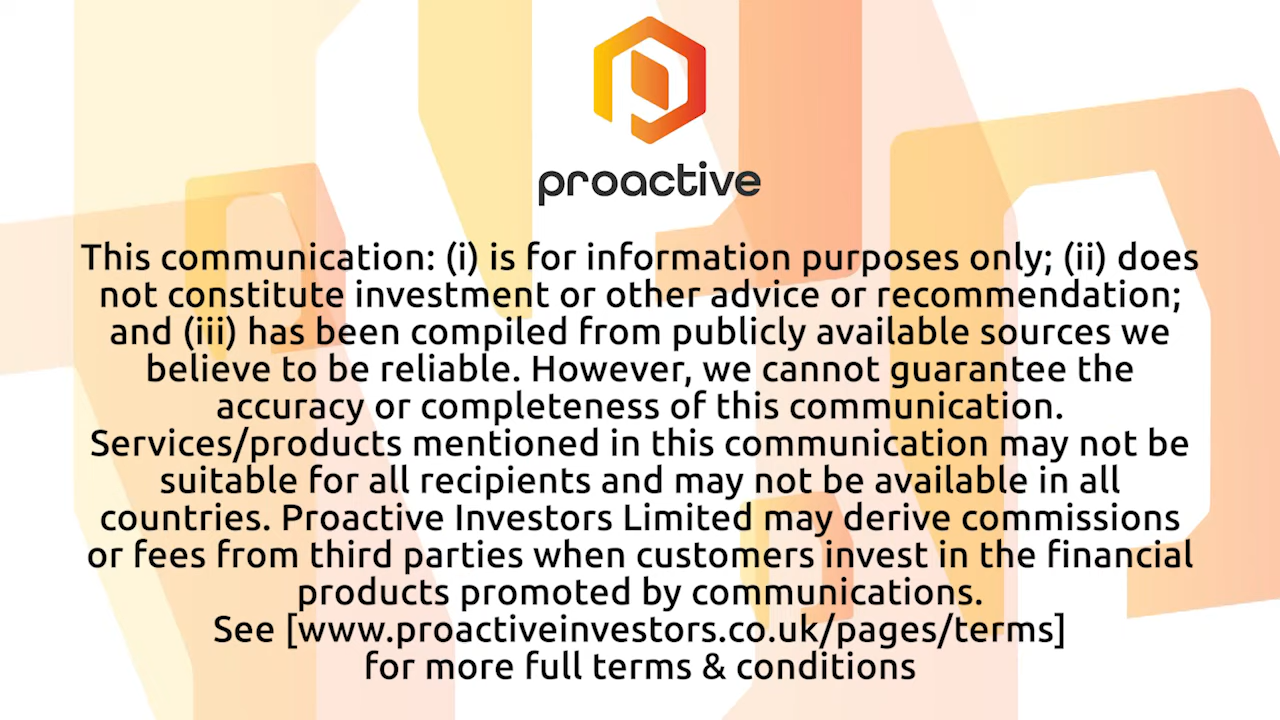 proactive
This communication: (i) is for information purposes only; (ii) does
not constitute investment or other advice or recommendation;
and (iii) has been compiled from publicly available sources we
believe to be reliable. However, we cannot guarantee the
accuracy or completeness of this communication.
Services/products mentioned in this communication may not be
suitable for all recipients and may not be available in all
countries. Proactive Investors Limited may derive commissions
or fees from third parties when customers invest in the financial
products promoted by communications.
See [www.proactiveinvestors.co.uk/pages/terms]
for more full terms & conditions